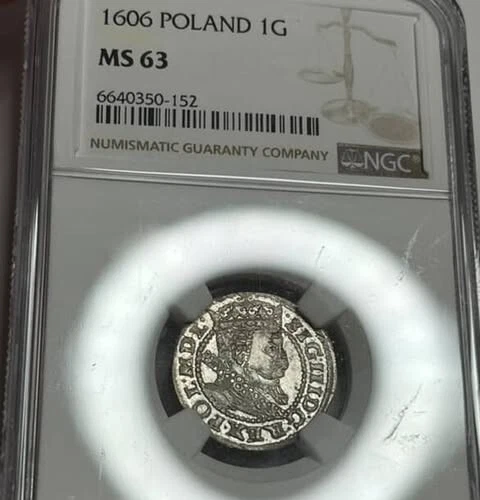 1606 POLAND 1G
MS 63
6640350-152
NUMISMATIC GUARANTY COMPANY
NGC®
SIG·III·D:G·REX·POL·M·D·L·